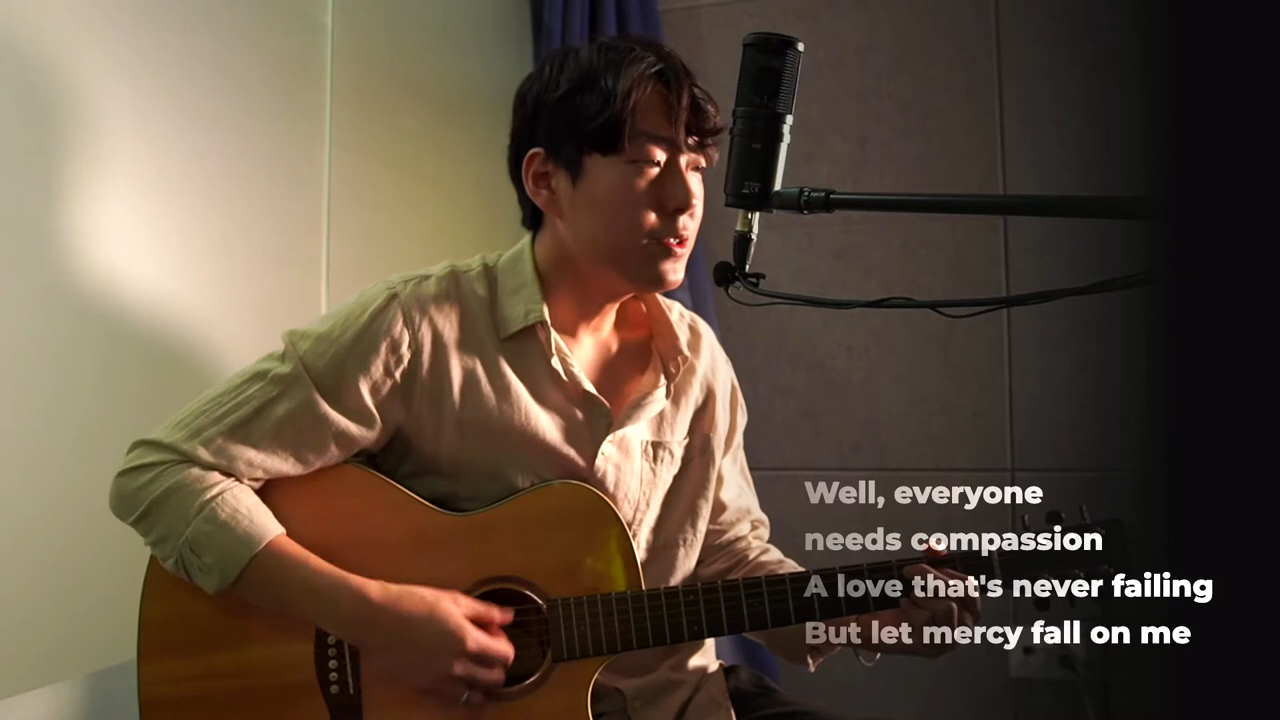 Well, everyone
needs compassion
A love that's never failing
But let mercy fall on me